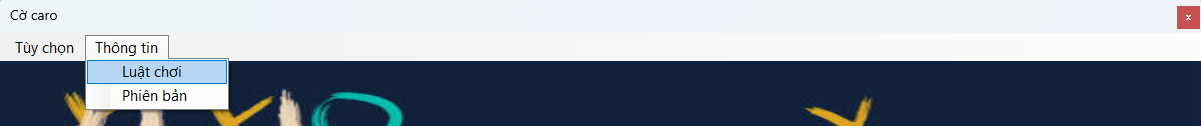 Cờ caro
x
Tùy chọn Thông tin
Luật chơi
Phiên bản